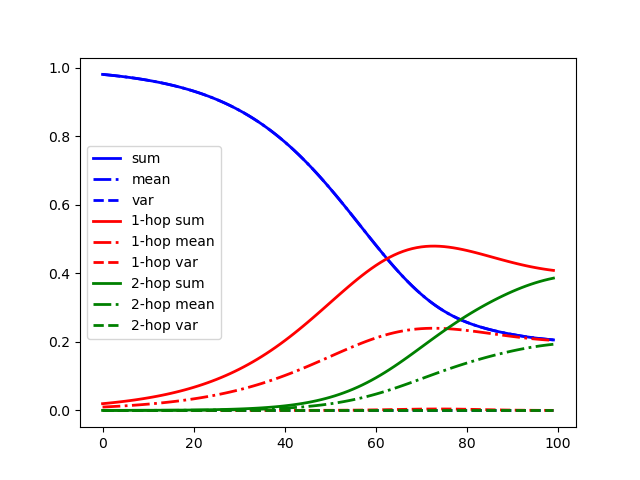 1.0
0.8
0.6
0.4
0.2
0.0
sum
mean
var
1-hop sum
1-hop mean
1-hop var
2-hop sum
2-hop mean
2-hop var
0 20 40 60 80 100